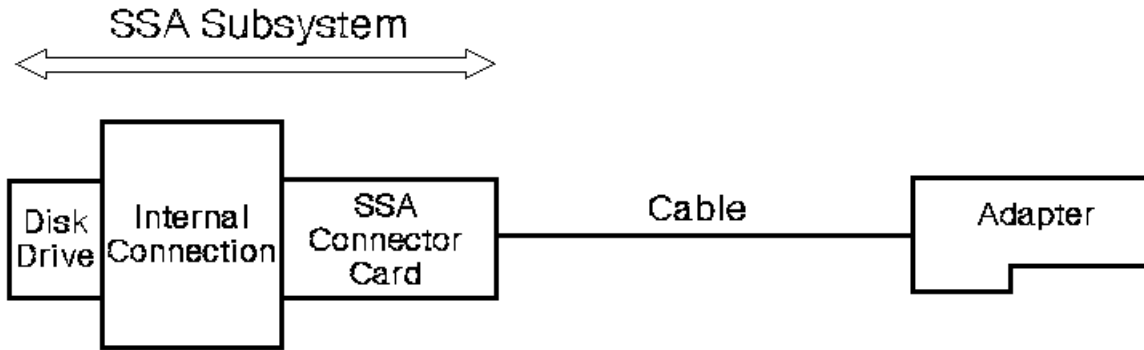 SSA Subsystem
Disk
Drive
Internal
Connection
SSA
Connector
Card
Cable
Adapter